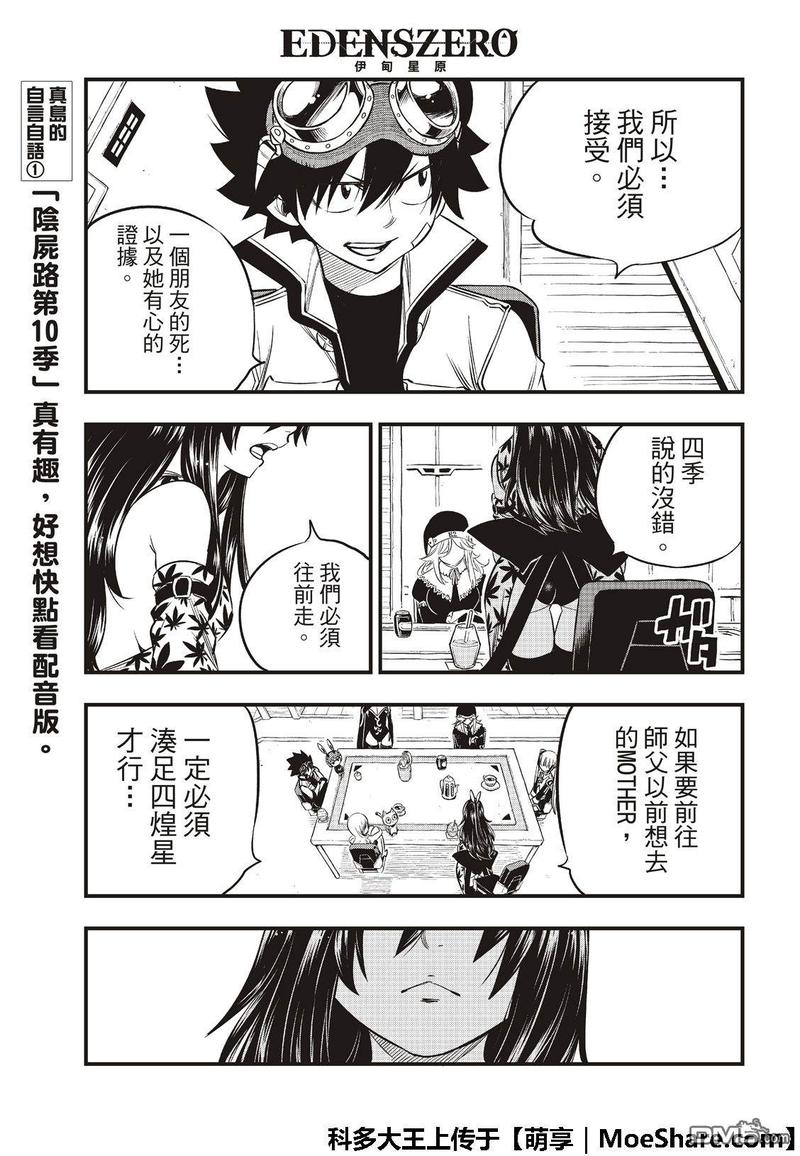 EDENSZERO
伊甸星原
真島的
自言自語①
「陰屍路第10季」真有趣，好想快點看配音版。
所以…
我們必須
接受。
一個朋友的死…
以及她有心的
證據。
四季
說的沒錯。
ガタ
我們必須
往前走。
如果要前往
師父以前想去
的MOTHER，
一定必須
湊足四煌星
才行…
科多大王上传于【萌享｜MoeShare.com】